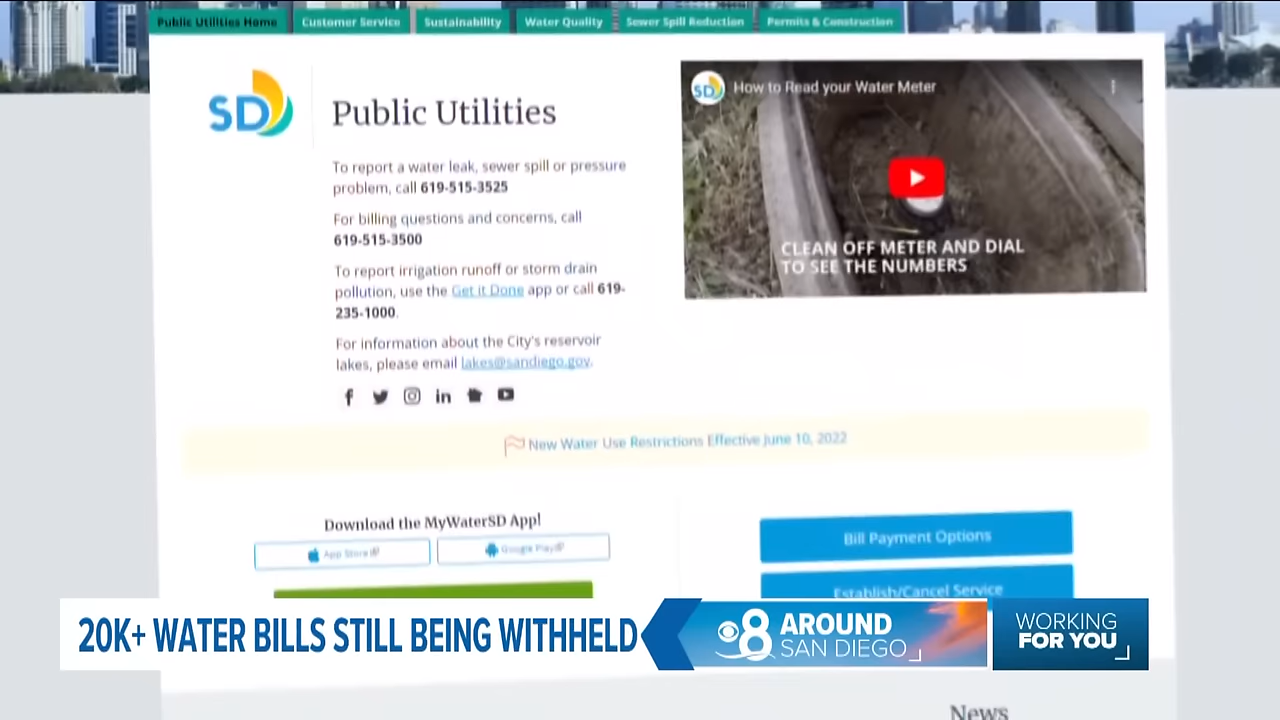 Public Utilities Home
Customer Service
Sustainability
Water Quality
Sewer Spill Reduction
Permits & Construction
SD
Public Utilities
To report a water leak, sewer spill or pressure
problem, call 619-515-3525
For billing questions and concerns, call
619-515-3500
To report irrigation runoff or storm drain
pollution, use the Get it Done app or call 619-
235-1000.
For information about the City's reservoir
lakes, please email lakes@sandiego.gov.
SD
How to Read your Water Meter
CLEAN OFF METER AND DIAL
TO SEE THE NUMBERS
New Water Use Restrictions Effective June 10, 2022
Download the MyWaterSD App!
App Store
Google Play
Bill Payment Options
Establish/Cancel Service
20K+ WATER BILLS STILL BEING WITHHELD
8
AROUND
SAN DIEGO
WORKING
FOR YOU
News